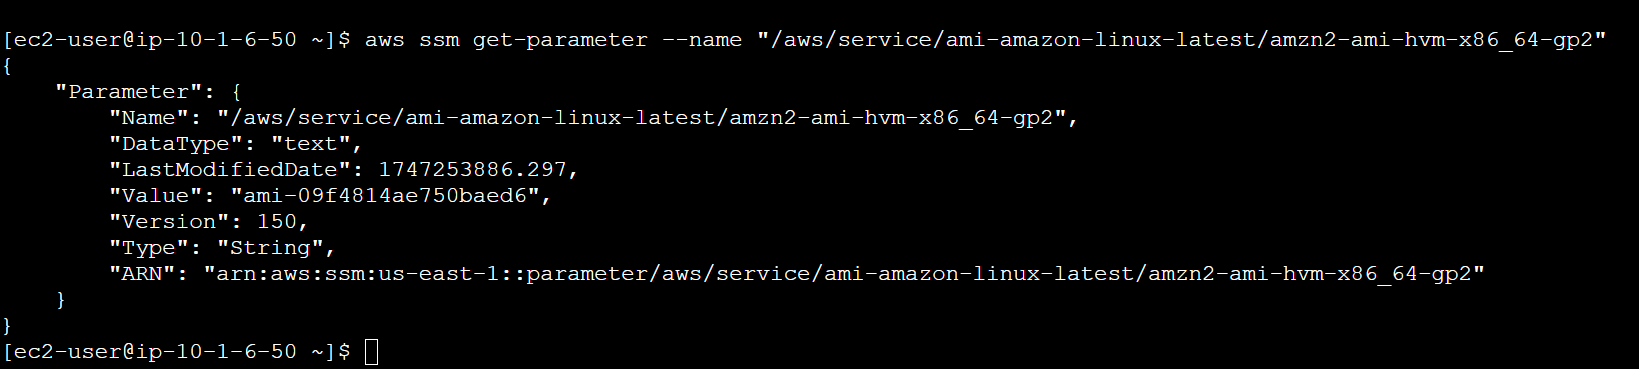 [ec2-user@ip-10-1-6-50 ~]$ aws ssm get-parameter --name "/aws/service/ami-amazon-linux-latest/amzn2-ami-hvm-x86_64-gp2"
{
    "Parameter": {
        "Name": "/aws/service/ami-amazon-linux-latest/amzn2-ami-hvm-x86_64-gp2",
        "DataType": "text",
        "LastModifiedDate": 1747253886.297,
        "Value": "ami-09f4814ae750baed6",
        "Version": 150,
        "Type": "String",
        "ARN": "arn:aws:ssm:us-east-1::parameter/aws/service/ami-amazon-linux-latest/amzn2-ami-hvm-x86_64-gp2"
    }
}
[ec2-user@ip-10-1-6-50 ~]$